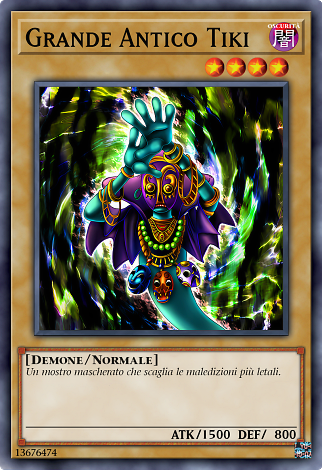 GRANDE ANTICO TIKI
OSCURITÀ
闇
[DEMONE/NORMALE]
Un mostro mascherato che scaglia le maledizioni più letali.
ATK/1500 DEF/ 800
13676474